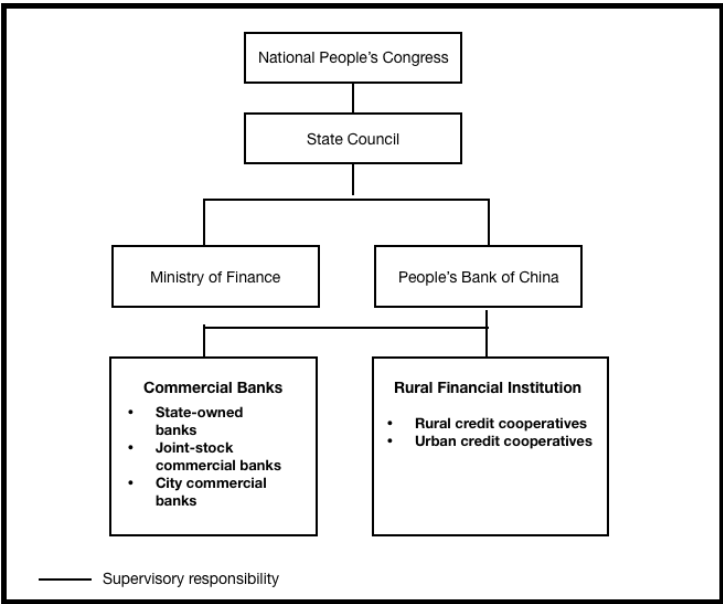 National People's Congress
State Council
Ministry of Finance
People's Bank of China
Commercial Banks
• State-owned
banks
• Joint-stock
commercial banks
• City commercial
banks
Rural Financial Institution
• Rural credit cooperatives
• Urban credit cooperatives
Supervisory responsibility